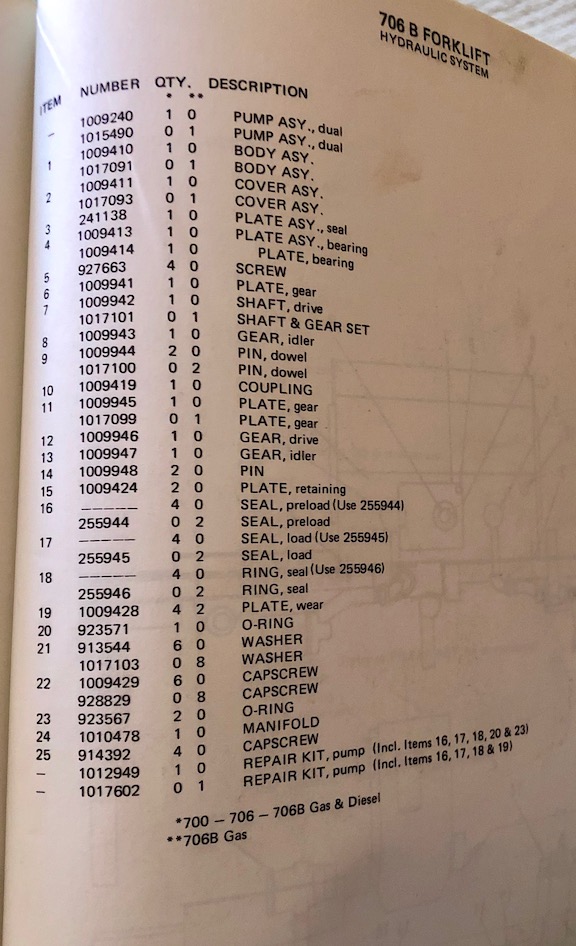 706 B FORKLIFT
HYDRAULIC SYSTEM
ITEM NUMBER QTY. DESCRIPTION
* **
– 1009240 1 0 PUMP ASY., dual
1015490 0 1 PUMP ASY., dual
1 1009410 1 0 BODY ASY.
1017091 0 1 BODY ASY.
2 1009411 1 0 COVER ASY.
1017093 0 1 COVER ASY.
3 241138 1 0 PLATE ASY., seal
4 1009413 1 0 PLATE ASY., bearing
1009414 1 0 PLATE, bearing
5 927663 4 0 SCREW
6 1009941 1 0 PLATE, gear
7 1009942 1 0 SHAFT, drive
1017101 0 1 SHAFT & GEAR SET
8 1009943 1 0 GEAR, idler
9 1009944 2 0 PIN, dowel
1017100 0 2 PIN, dowel
10 1009419 1 0 COUPLING
11 1009945 1 0 PLATE, gear
1017099 0 1 PLATE, gear
12 1009946 1 0 GEAR, drive
13 1009947 1 0 GEAR, idler
14 1009948 2 0 PIN
15 1009424 2 0 PLATE, retaining
16 ––––– 4 0 SEAL, preload (Use 255944)
255944 0 2 SEAL, preload
17 ––––– 4 0 SEAL, load (Use 255945)
255945 0 2 SEAL, load
18 ––––– 4 0 RING, seal (Use 255946)
255946 0 2 RING, seal
19 1009428 4 2 PLATE, wear
20 923571 1 0 O-RING
21 913544 6 0 WASHER
1017103 0 8 WASHER
22 1009429 6 0 CAPSCREW
928829 0 8 CAPSCREW
23 923567 2 0 O-RING
24 1010478 1 0 MANIFOLD
25 914392 4 0 CAPSCREW
– 1012949 1 0 REPAIR KIT, pump (Incl. Items 16, 17, 18, 20 & 23)
– 1017602 0 1 REPAIR KIT, pump (Incl. Items 16, 17, 18 & 19)
*700 – 706 – 706B Gas & Diesel
**706B Gas